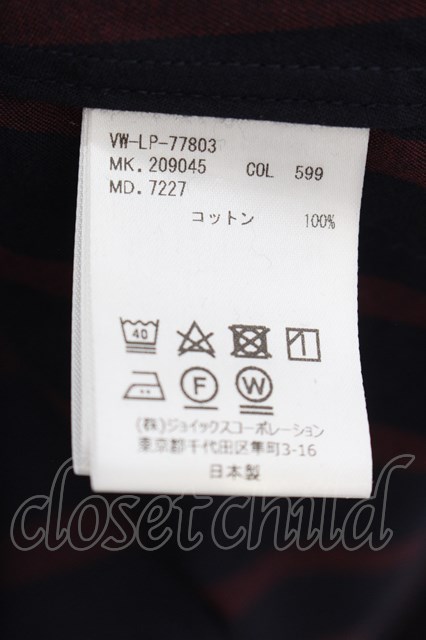 VW-LP-77803
MK. 209045 COL 599
MD. 7227
コットン 100%
40
F W
(株)ジョイックスコーポレーション
東京都千代田区隼町3-16
日本製
closetchild